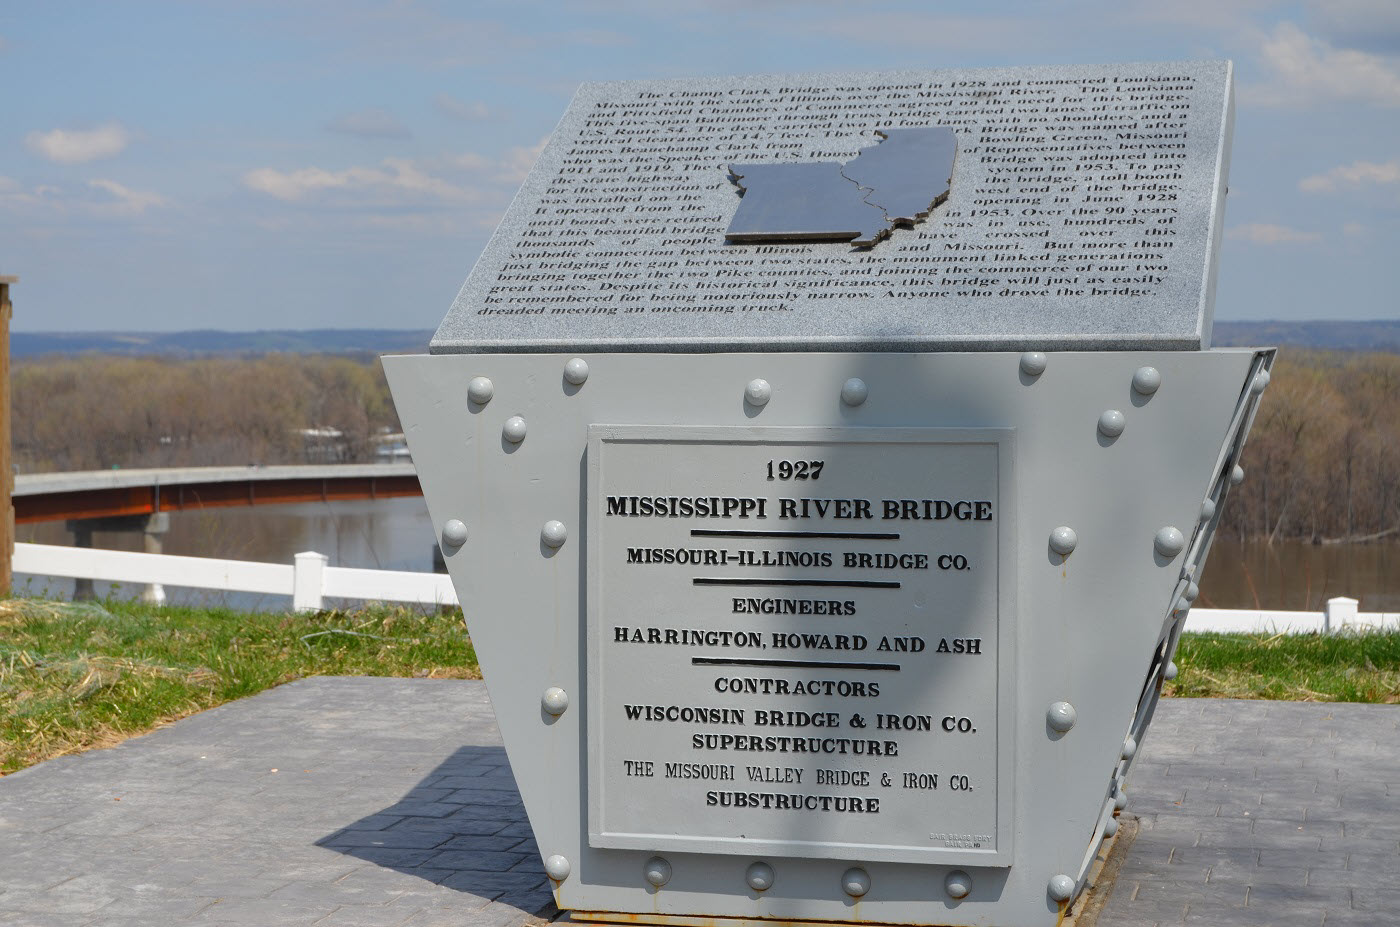 The Champ Clark Bridge was opened in 1928 and connected Louisiana,
Missouri with the state of Illinois over the Mississippi River. The Louisiana
and Pittsfield Chambers of Commerce agreed on the need for this bridge.
This five-span Baltimore through truss bridge carried two lanes of traffic on
U.S. Route 54. The deck carried two 10 foot lanes with no shoulders and a
vertical clearance of 14.7 feet. The Bridge was named after
James Beauchamp Clark from Bowling Green, Missouri
who was the Speaker of the U.S. House of Representatives between
1911 and 1919. The Bridge was adopted into
the state highway system in 1953. To pay
for the construction of the bridge, a toll booth
was installed on the west end of the bridge.
It operated from the opening in June 1928
until bonds were retired in 1953. Over the 90 years
that this beautiful bridge was in use, hundreds of
thousands of people have crossed over this
symbolic connection between Illinois and Missouri. But more than
just bridging the gap between two states, the monument linked generations
bringing together the two Pike counties, and joining the commerce of our two
great states. Despite its historical significance, this bridge will just as easily
be remembered for being notoriously narrow. Anyone who drove the bridge,
dreaded meeting an oncoming truck.
1927
MISSISSIPPI RIVER BRIDGE
MISSOURI-ILLINOIS BRIDGE CO.
ENGINEERS
HARRINGTON, HOWARD AND ASH
CONTRACTORS
WISCONSIN BRIDGE & IRON CO.
SUPERSTRUCTURE
THE MISSOURI VALLEY BRIDGE & IRON CO.
SUBSTRUCTURE